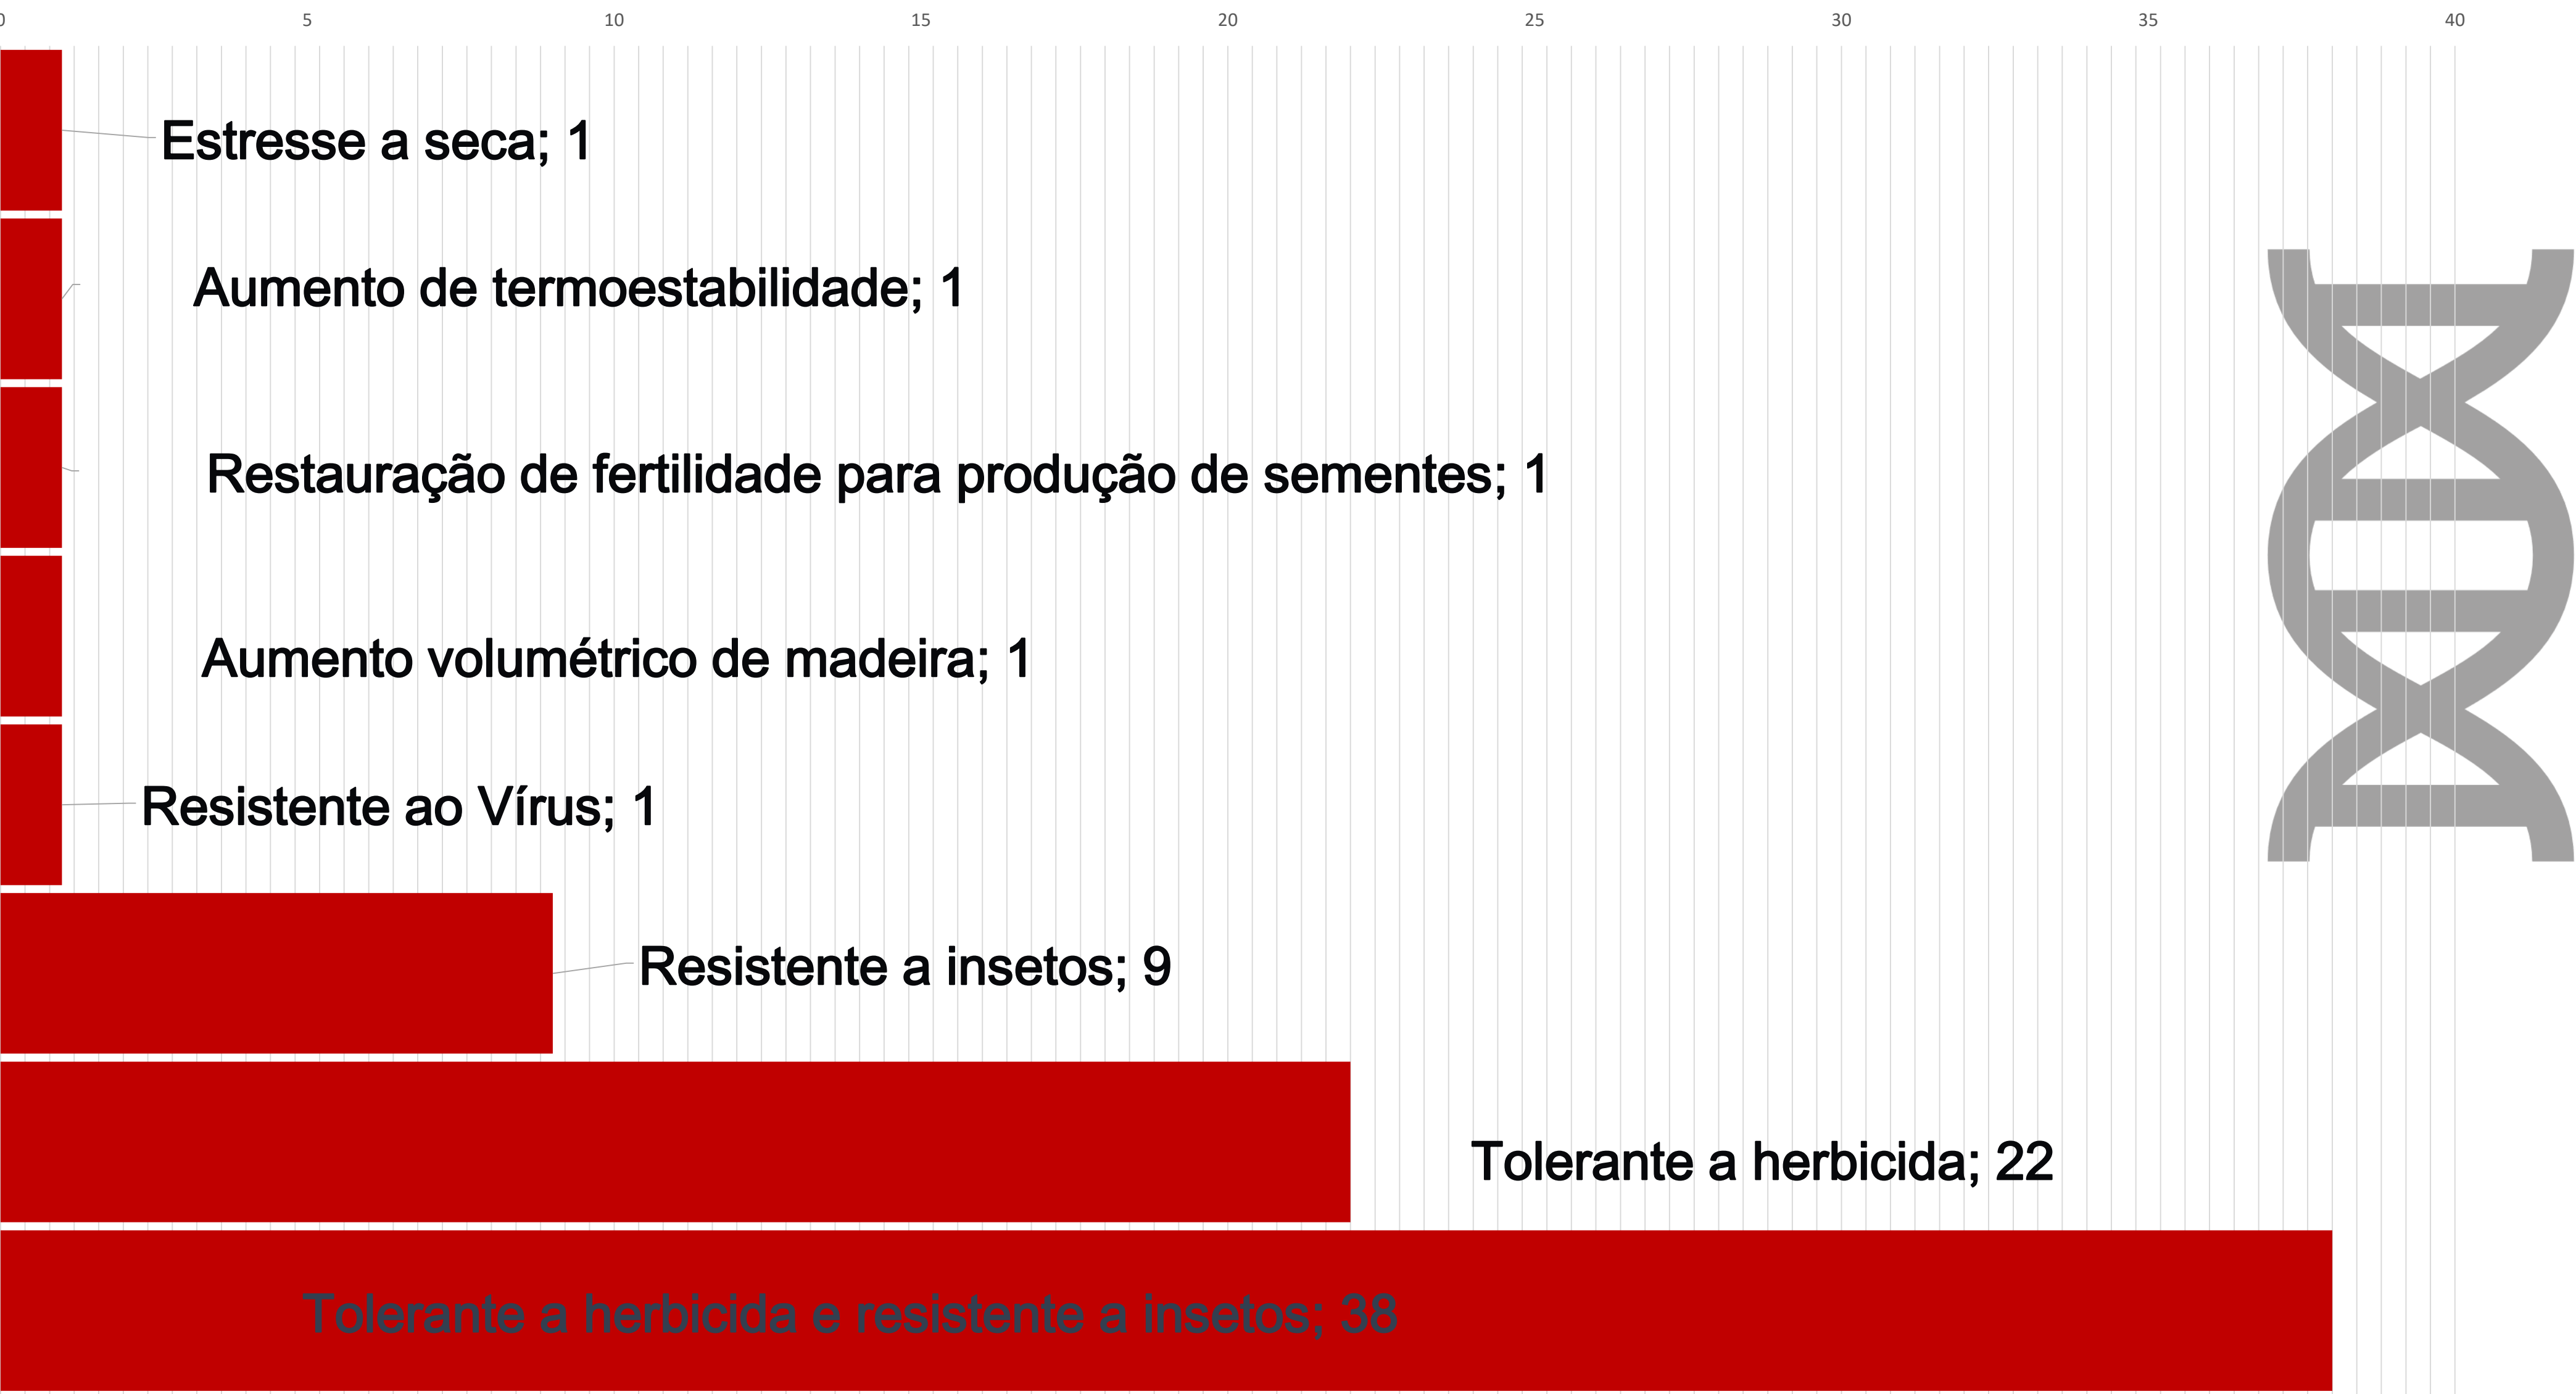 0 5 10 15 20 25 30 35 40
Estresse a seca; 1
Aumento de termoestabilidade; 1
Restauração de fertilidade para produção de sementes; 1
Aumento volumétrico de madeira; 1
Resistente ao Vírus; 1
Resistente a insetos; 9
Tolerante a herbicida; 22
Tolerante a herbicida e resistente a insetos; 38